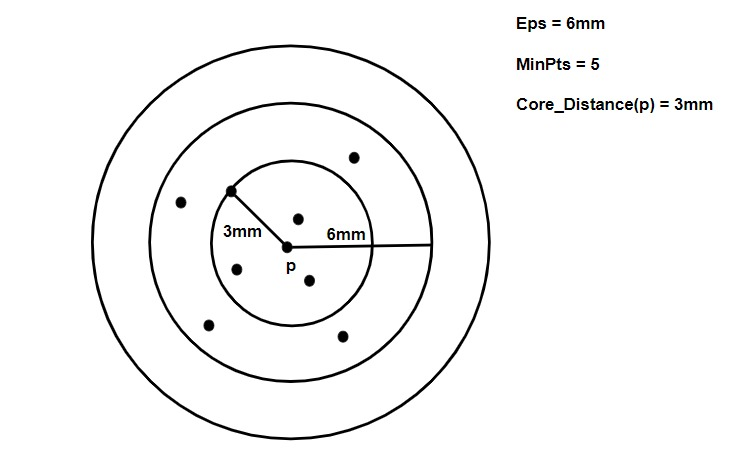 Eps = 6mm
MinPts = 5
Core_Distance(p) = 3mm
3mm
6mm
p